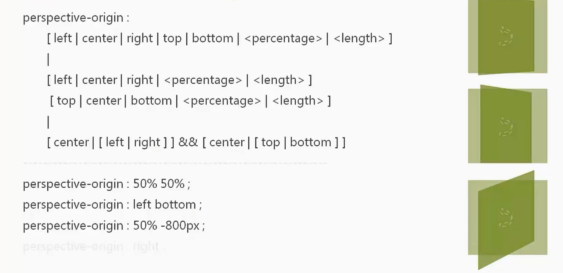 perspective-origin :
[ left | center | right | top | bottom | <percentage> | <length> ]
|
[ left | center | right | <percentage> | <length> ]
[ top | center | bottom | <percentage> | <length> ]
|
[ center | [ left | right ] ] && [ center | [ top | bottom ] ]
perspective-origin : 50% 50% ;
perspective-origin : left bottom ;
perspective-origin : 50% -800px ;
perspective-origin right